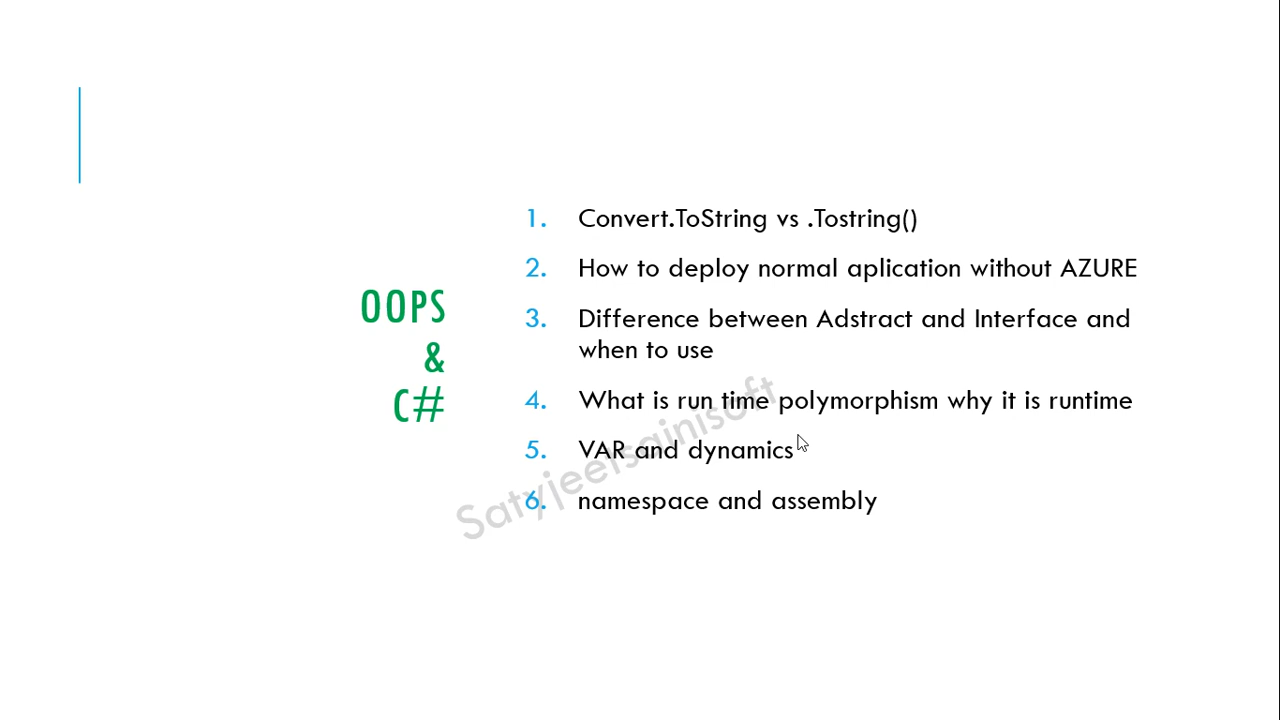 OOPS
&
C#
1. Convert.ToString vs .Tostring()
2. How to deploy normal aplication without AZURE
3. Difference between Adstract and Interface and
when to use
4. What is run time polymorphism why it is runtime
5. VAR and dynamics
6. namespace and assembly
Satyjeetsainisoft